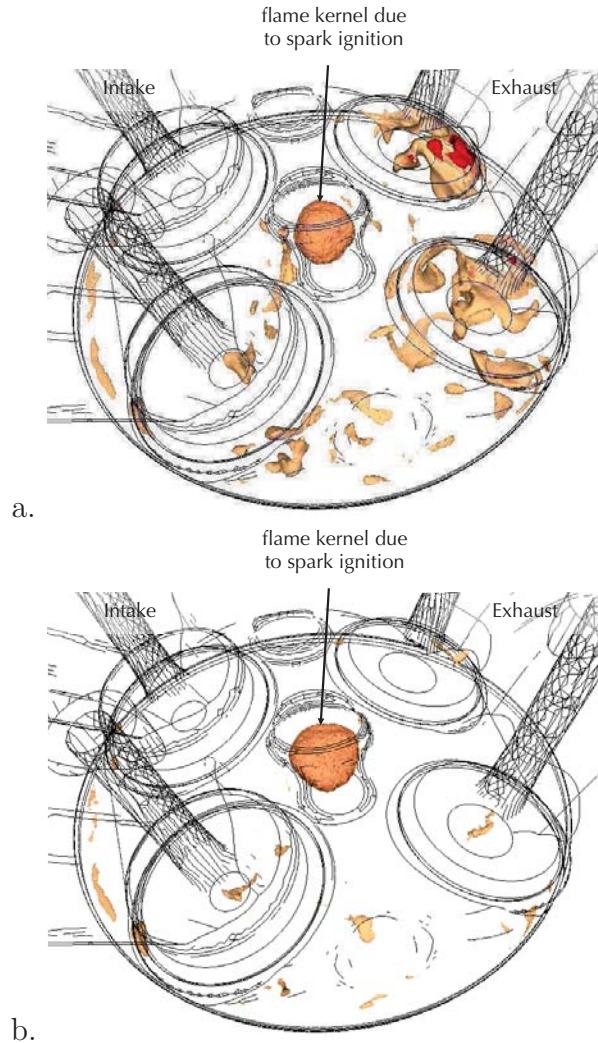 flame kernel due
to spark ignition
Intake
Exhaust
a.
flame kernel due
to spark ignition
Intake
Exhaust
b.